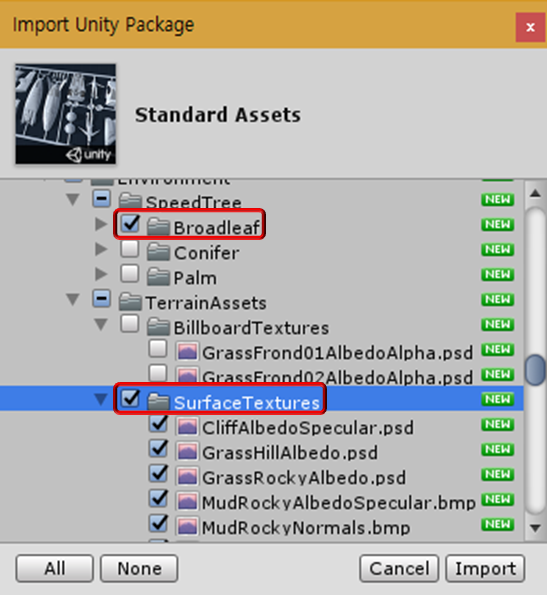 Import Unity Package
x
unity
Standard Assets
Environment NEW
SpeedTree NEW
Broadleaf NEW
Conifer NEW
Palm NEW
TerrainAssets NEW
BillboardTextures NEW
GrassFrond01AlbedoAlpha.psd NEW
GrassFrond02AlbedoAlpha.psd NEW
SurfaceTextures NEW
CliffAlbedoSpecular.psd NEW
GrassHillAlbedo.psd NEW
GrassRockyAlbedo.psd NEW
MudRockyAlbedoSpecular.bmp NEW
MudRockyNormals.bmp NEW
All None Cancel Import